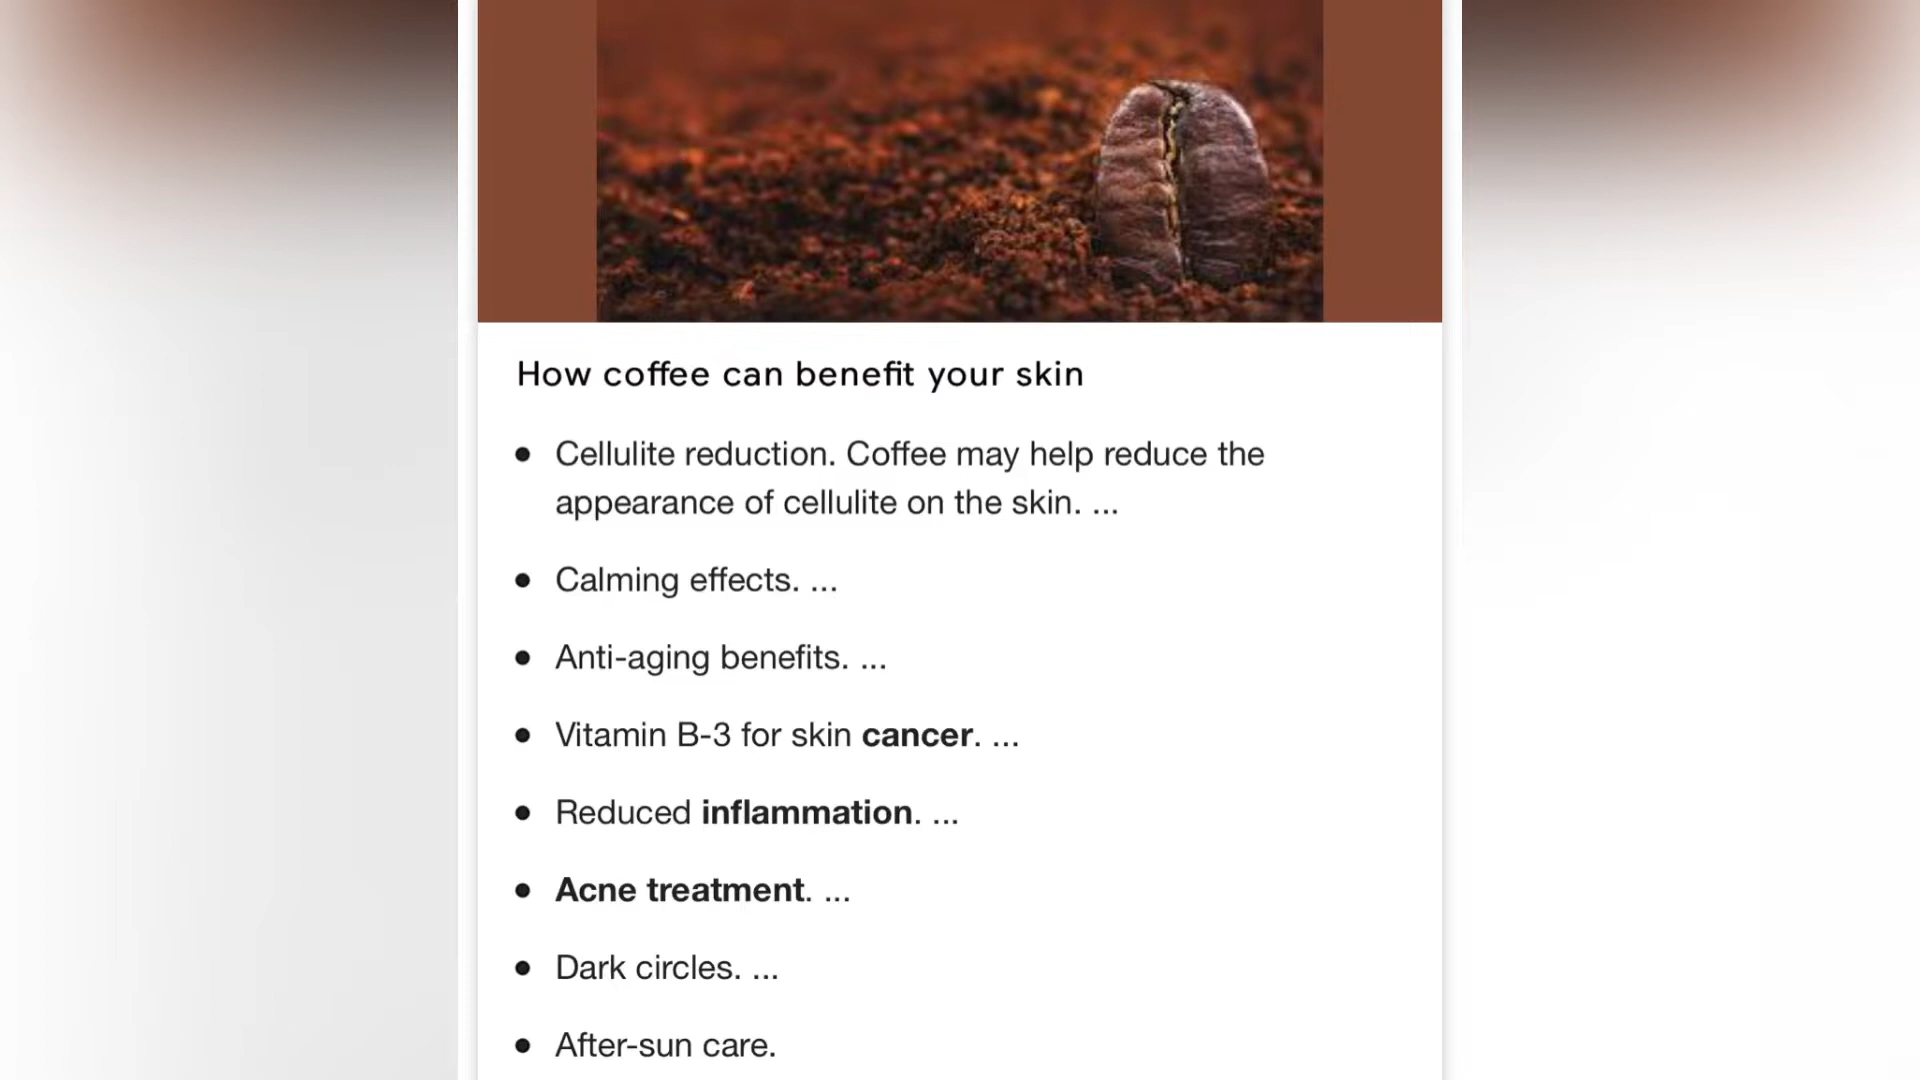 How coffee can benefit your skin
• Cellulite reduction. Coffee may help reduce the
appearance of cellulite on the skin. ...
• Calming effects. ...
• Anti-aging benefits. ...
• Vitamin B-3 for skin cancer. ...
• Reduced inflammation. ...
• Acne treatment. ...
• Dark circles. ...
• After-sun care.